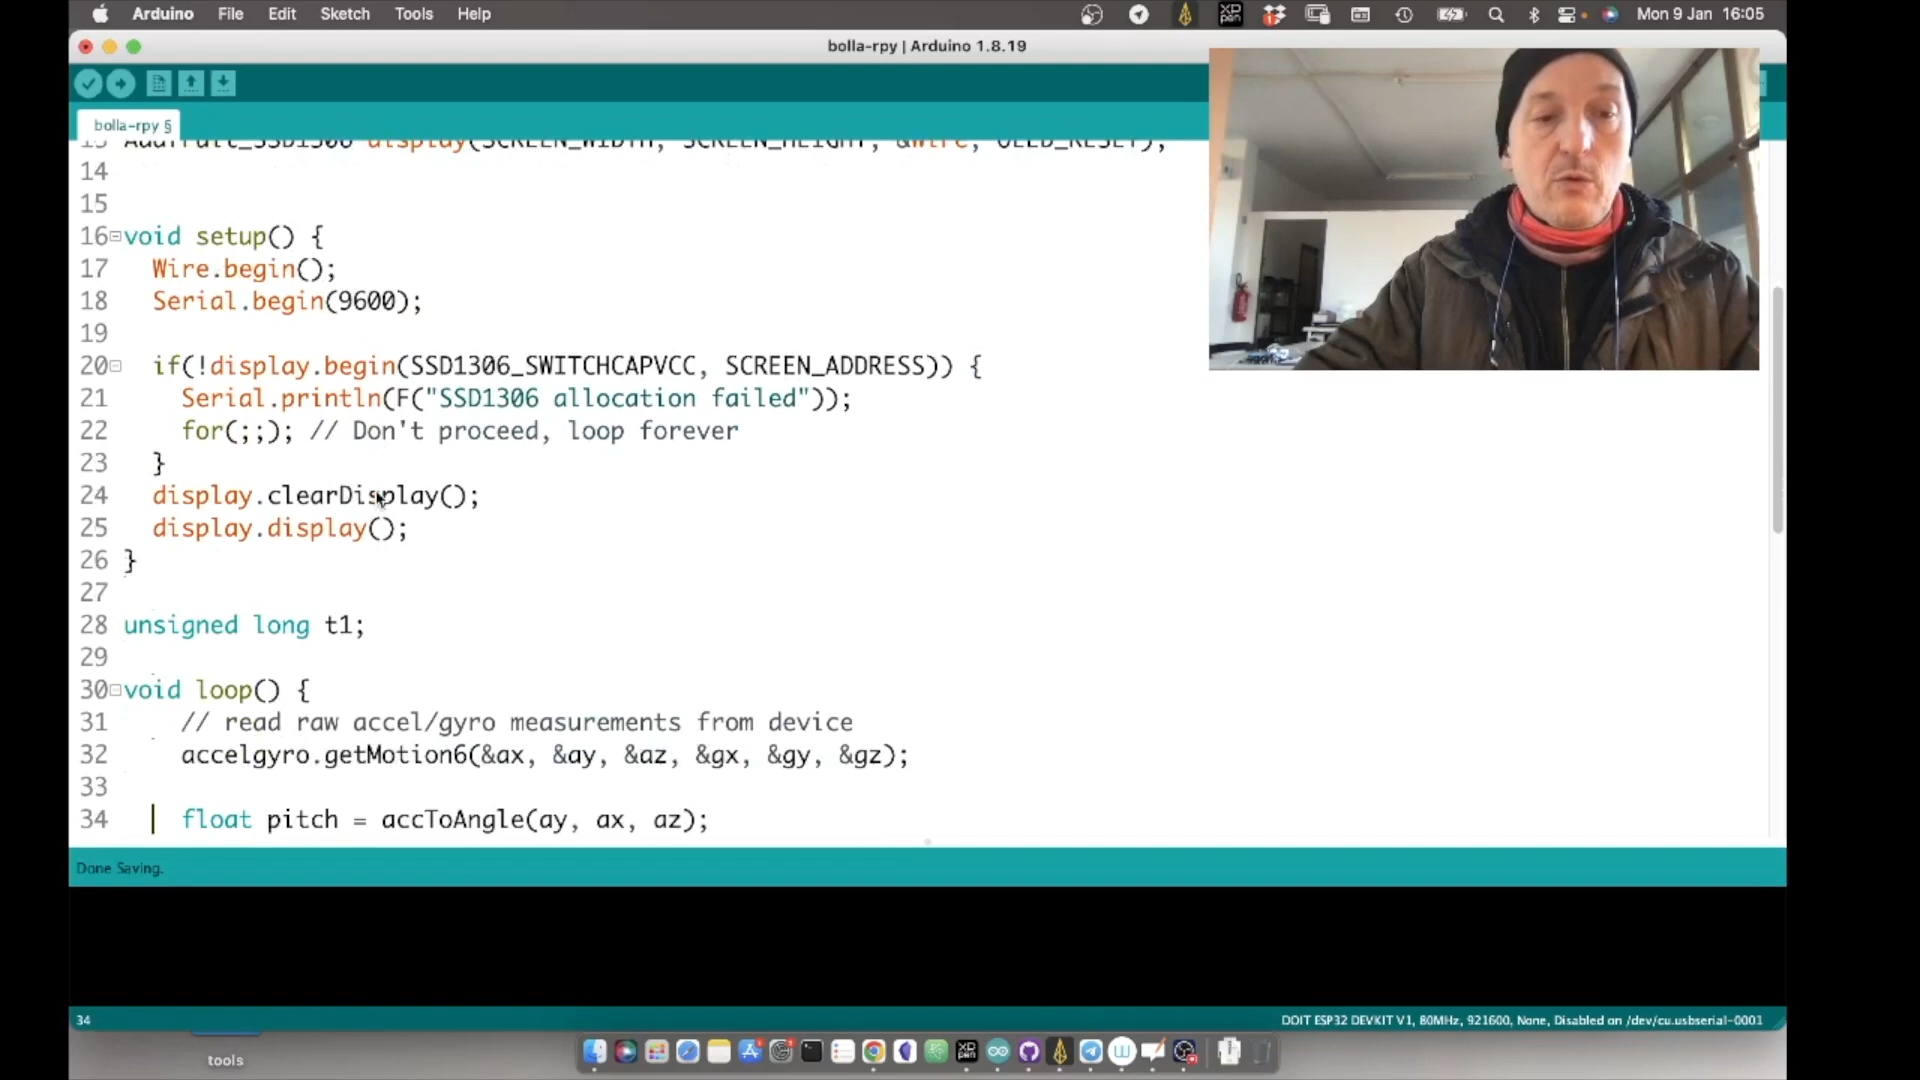 Arduino File Edit Sketch Tools Help
XP pen
Mon 9 Jan 16:05
bolla-rpy | Arduino 1.8.19
bolla-rpy §
13 Adafruit_SSD1306 display(SCREEN_WIDTH, SCREEN_HEIGHT, &Wire, OLED_RESET);
14
15
16 void setup() {
17 Wire.begin();
18 Serial.begin(9600);
19
20 if(!display.begin(SSD1306_SWITCHCAPVCC, SCREEN_ADDRESS)) {
21 Serial.println(F("SSD1306 allocation failed"));
22 for(;;); // Don't proceed, loop forever
23 }
24 display.clearDisplay();
25 display.display();
26 }
27
28 unsigned long t1;
29
30 void loop() {
31 // read raw accel/gyro measurements from device
32 accelgyro.getMotion6(&ax, &ay, &az, &gx, &gy, &gz);
33
34 float pitch = accToAngle(ay, ax, az);
Done Saving.
34
DOIT ESP32 DEVKIT V1, 80MHz, 921600, None, Disabled on /dev/cu.usbserial-0001
tools